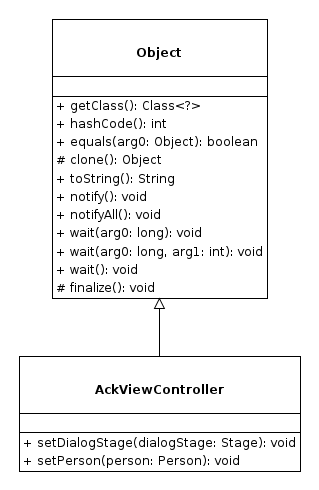 Object
+ getClass(): Class<?>
+ hashCode(): int
+ equals(arg0: Object): boolean
# clone(): Object
+ toString(): String
+ notify(): void
+ notifyAll(): void
+ wait(arg0: long): void
+ wait(arg0: long, arg1: int): void
+ wait(): void
# finalize(): void
AckViewController
+ setDialogStage(dialogStage: Stage): void
+ setPerson(person: Person): void